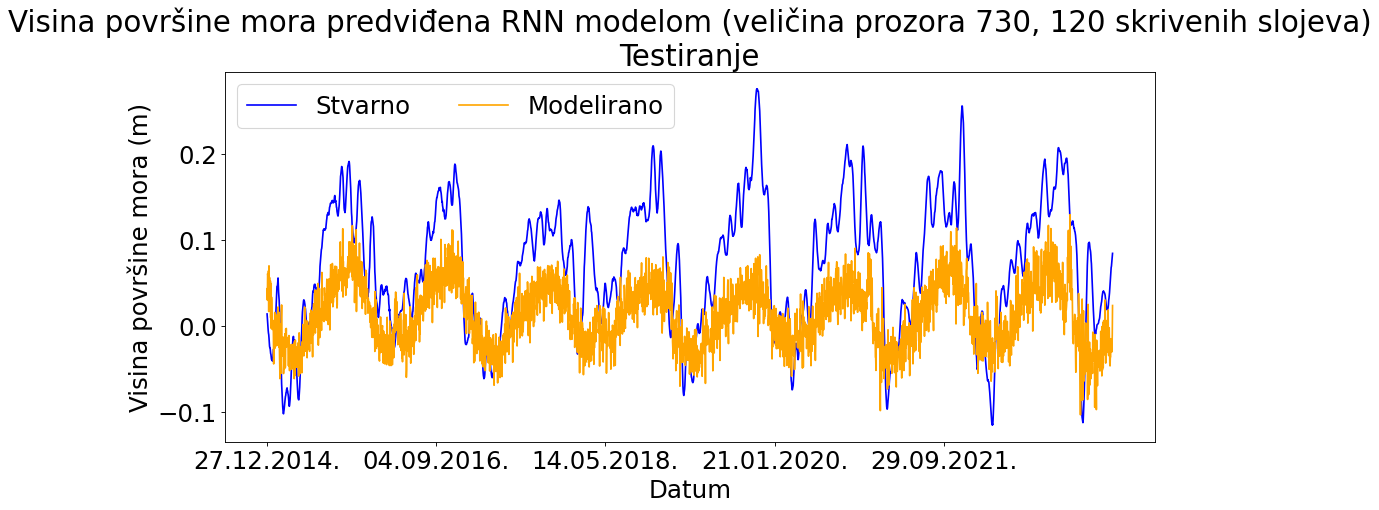 Visina površine mora predviđena RNN modelom (veličina prozora 730, 120 skrivenih slojeva)
Testiranje
Stvarno
Modelirano
Visina površine mora (m)
0.2
0.1
0.0
−0.1
27.12.2014.
04.09.2016.
14.05.2018.
21.01.2020.
29.09.2021.
Datum